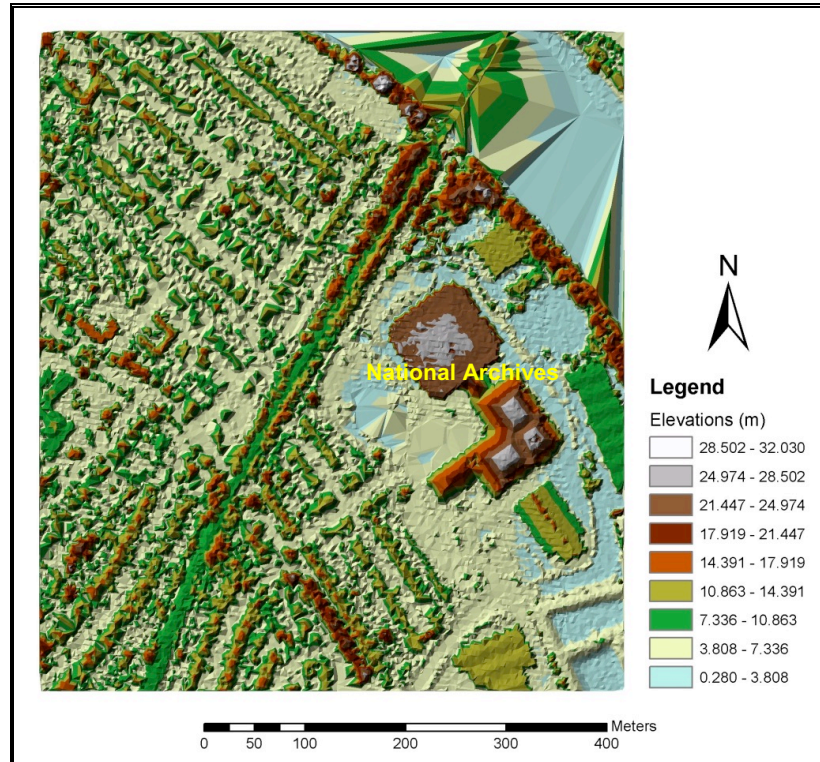 National Archives
N
Legend
Elevations (m)
28.502 - 32.030
24.974 - 28.502
21.447 - 24.974
17.919 - 21.447
14.391 - 17.919
10.863 - 14.391
7.336 - 10.863
3.808 - 7.336
0.280 - 3.808
Meters
0 50 100 200 300 400